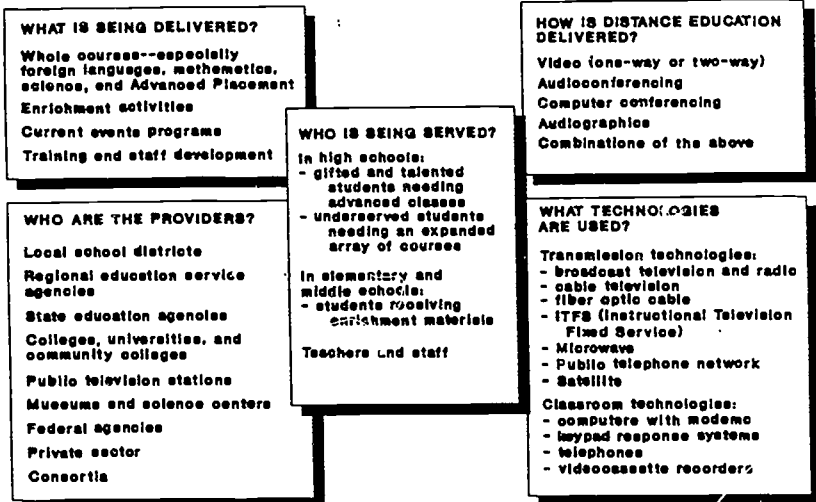 WHAT IS BEING DELIVERED?
Whole courses--especially
foreign languages, mathematics,
science, and Advanced Placement
Enrichment activities
Current events programs
Training and staff development
WHO ARE THE PROVIDERS?
Local school districts
Regional education service
agencies
State education agencies
Colleges, universities, and
community colleges
Public television stations
Museums and science centers
Federal agencies
Private sector
Consortia
WHO IS BEING SERVED?
In high schools:
- gifted and talented
students needing
advanced classes
- underserved students
needing an expanded
array of courses
In elementary and
middle schools:
- students receiving
enrichment materials
Teachers and staff
HOW IS DISTANCE EDUCATION
DELIVERED?
Video (one-way or two-way)
Audioconferencing
Computer conferencing
Audiographics
Combinations of the above
WHAT TECHNOLOGIES
ARE USED?
Transmission technologies:
- broadcast television and radio
- cable television
- fiber optic cable
- ITFS (Instructional Television
Fixed Service)
- Microwave
- Public telephone network
- Satellite
Classroom technologies:
- computers with modems
- keypad response systems
- telephones
- videocassette recorders